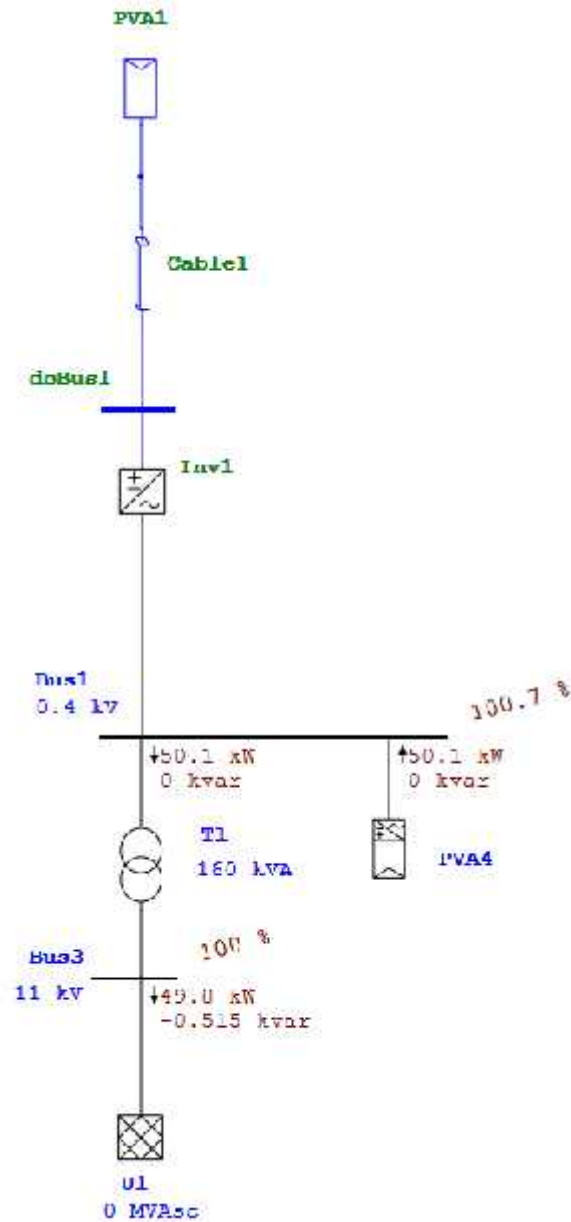 PVA1
Cable1
dcBus1
Inv1
Bus1
0.4 kV
100.7 %
↓50.1 kW
0 kvar
↑50.1 kW
0 kvar
T1
160 kVA
PVA4
Bus3
100 %
11 kV
↓49.8 kW
-0.515 kvar
U1
0 MVAsc